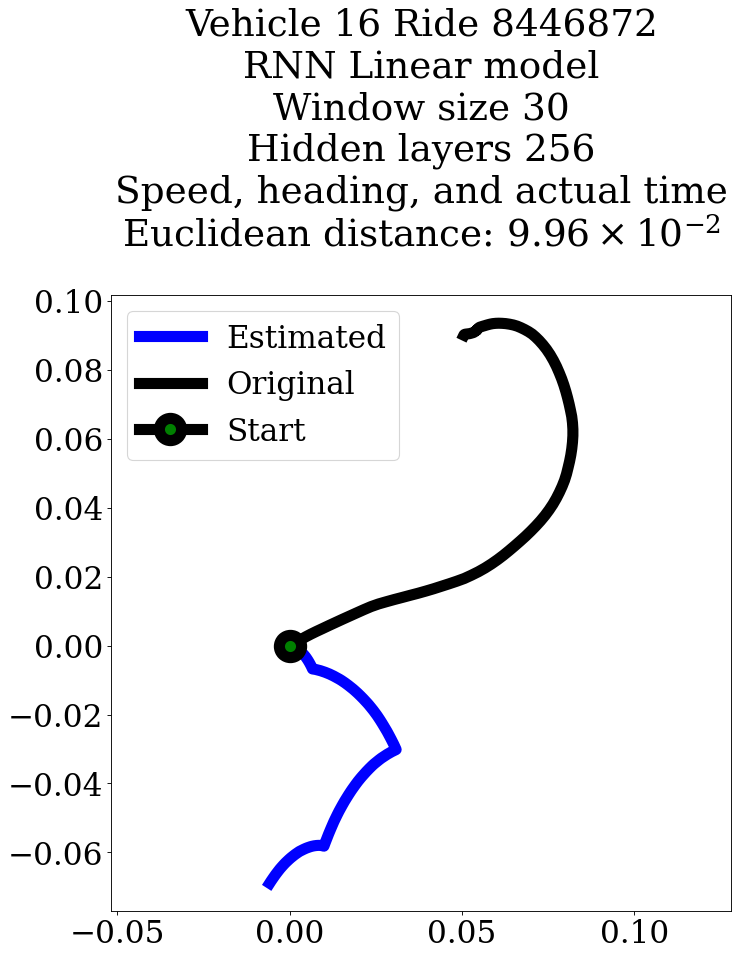 Vehicle 16 Ride 8446872
RNN Linear model
Window size 30
Hidden layers 256
Speed, heading, and actual time
Euclidean distance: 9.96 × 10⁻²
0.10
0.08
0.06
0.04
0.02
0.00
−0.02
−0.04
−0.06
Estimated
Original
Start
−0.05 0.00 0.05 0.10